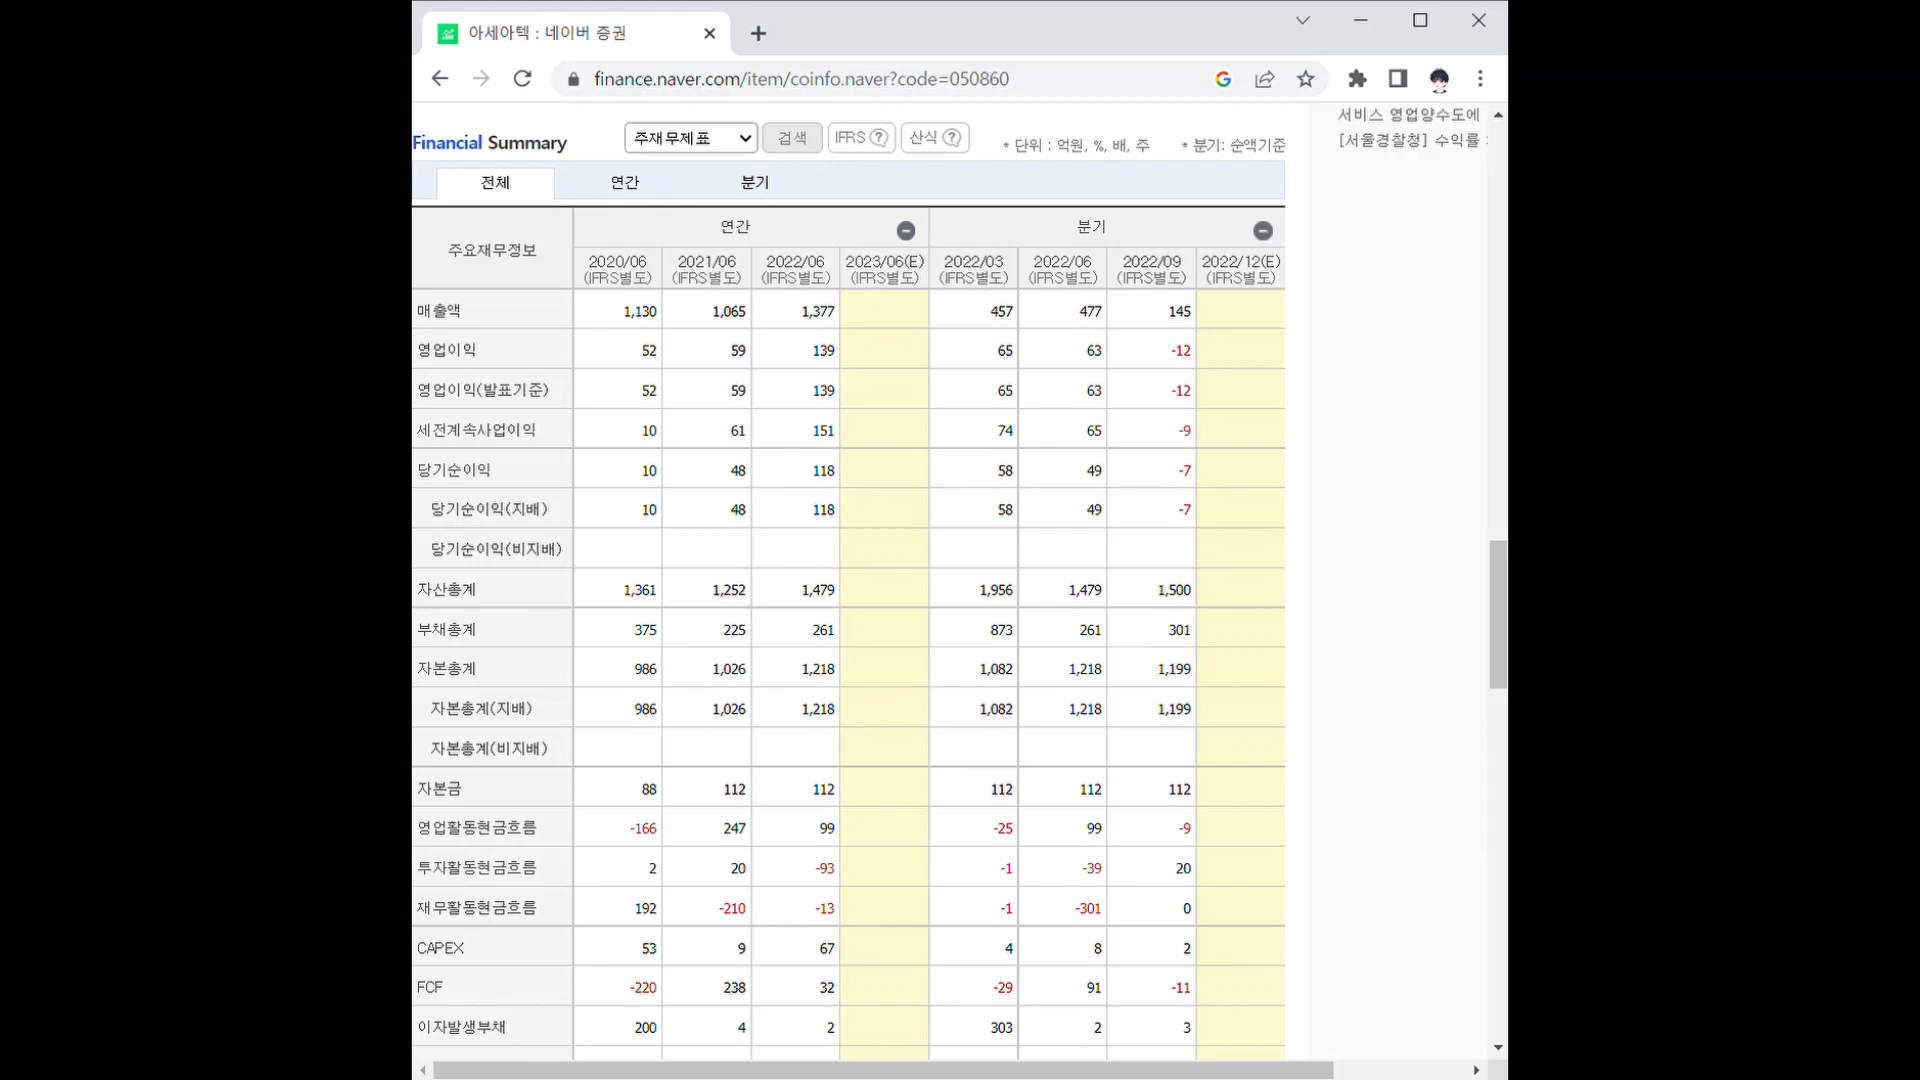 아세아텍 : 네이버 증권
finance.naver.com/item/coinfo.naver?code=050860
서비스 영업양수도에
[서울경찰청] 수익률
Financial Summary 주재무제표 검색 IFRS ? 산식 ? * 단위 : 억원, %, 배, 주 * 분기: 순액기준
전체 연간 분기
주요재무정보 연간 분기
2020/06 2021/06 2022/06 2023/06(E) 2022/03 2022/06 2022/09 2022/12(E)
(IFRS별도) (IFRS별도) (IFRS별도) (IFRS별도) (IFRS별도) (IFRS별도) (IFRS별도) (IFRS별도)
매출액 1,130 1,065 1,377 457 477 145
영업이익 52 59 139 65 63 -12
영업이익(발표기준) 52 59 139 65 63 -12
세전계속사업이익 10 61 151 74 65 -9
당기순이익 10 48 118 58 49 -7
당기순이익(지배) 10 48 118 58 49 -7
당기순이익(비지배)
자산총계 1,361 1,252 1,479 1,956 1,479 1,500
부채총계 375 225 261 873 261 301
자본총계 986 1,026 1,218 1,082 1,218 1,199
자본총계(지배) 986 1,026 1,218 1,082 1,218 1,199
자본총계(비지배)
자본금 88 112 112 112 112 112
영업활동현금흐름 -166 247 99 -25 99 -9
투자활동현금흐름 2 20 -93 -1 -39 20
재무활동현금흐름 192 -210 -13 -1 -301 0
CAPEX 53 9 67 4 8 2
FCF -220 238 32 -29 91 -11
이자발생부채 200 4 2 303 2 3